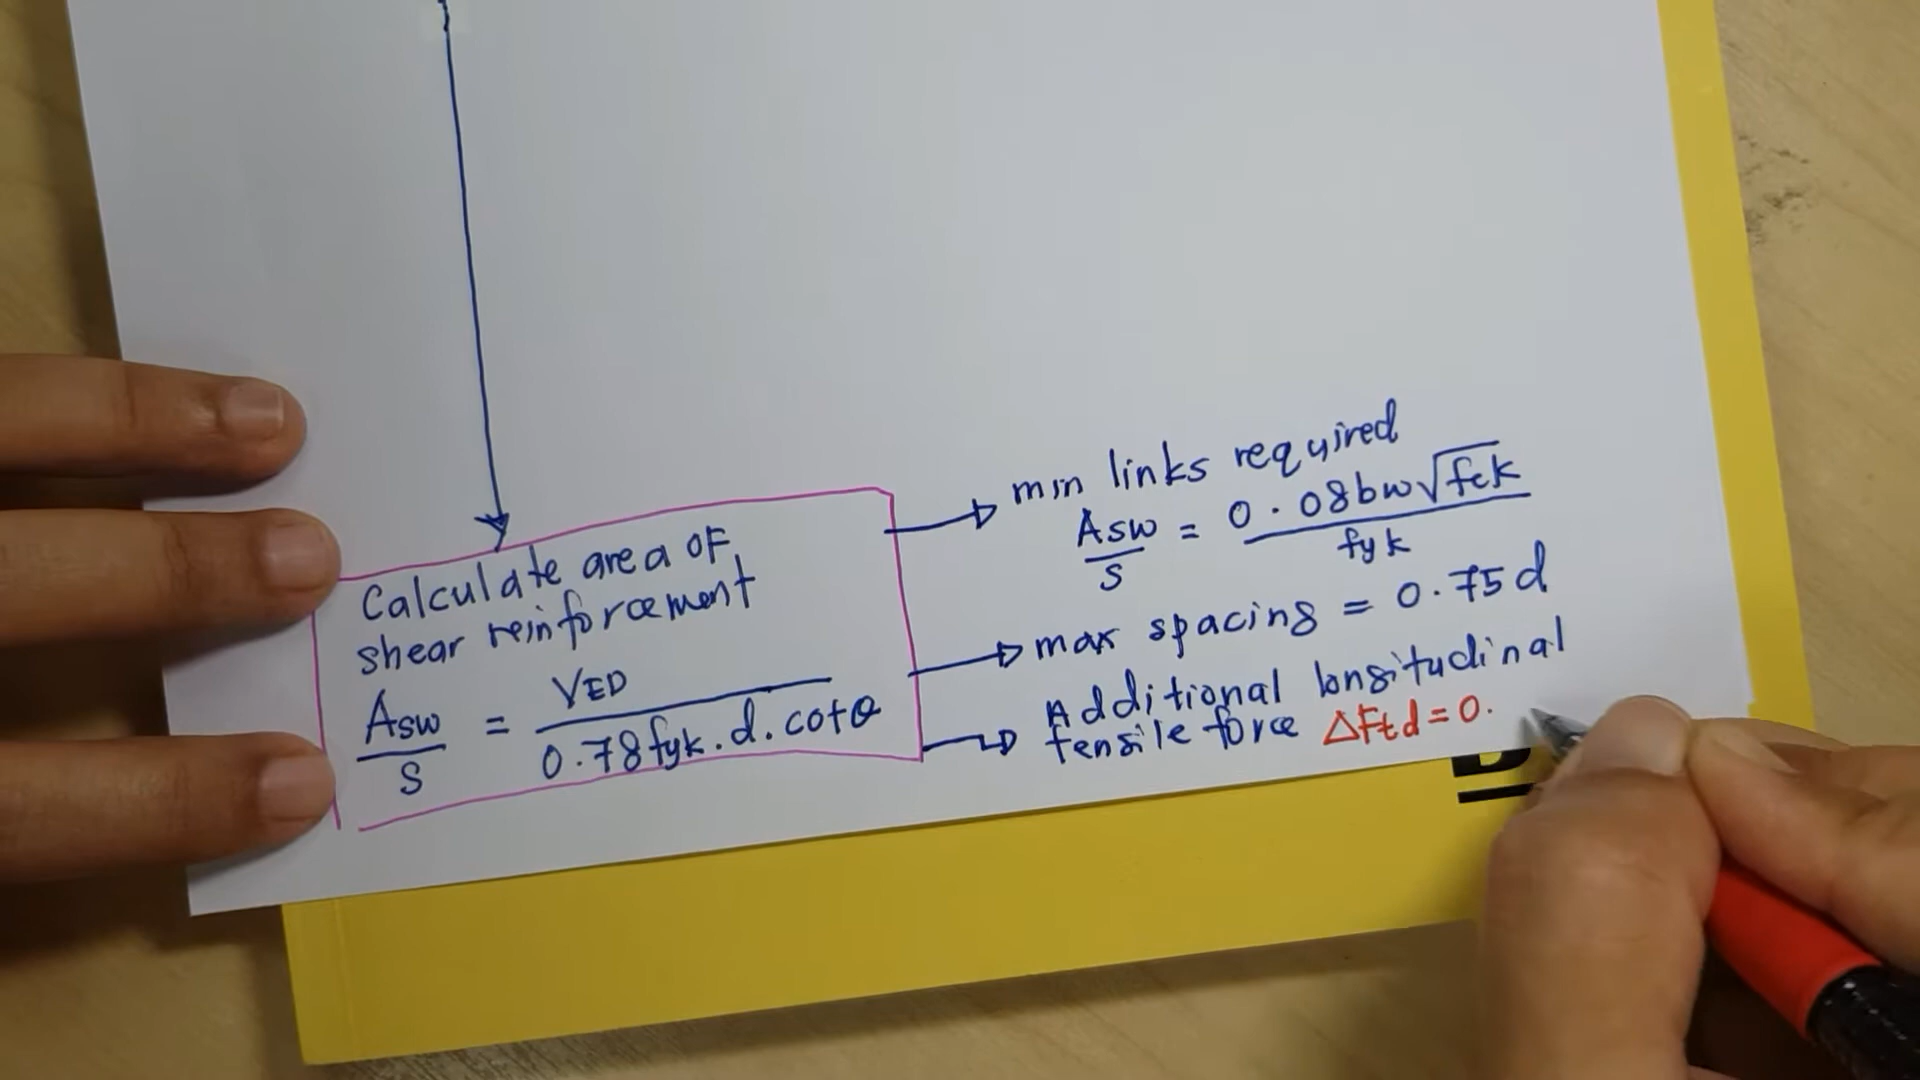 Calculate area of
shear reinforcement
Asw/s = VED/0.78fyk.d.cotθ
min links required
Asw/s = 0.08bw√fck/fyk
max spacing = 0.75d
Additional longitudinal
tensile force ΔFtd=0.